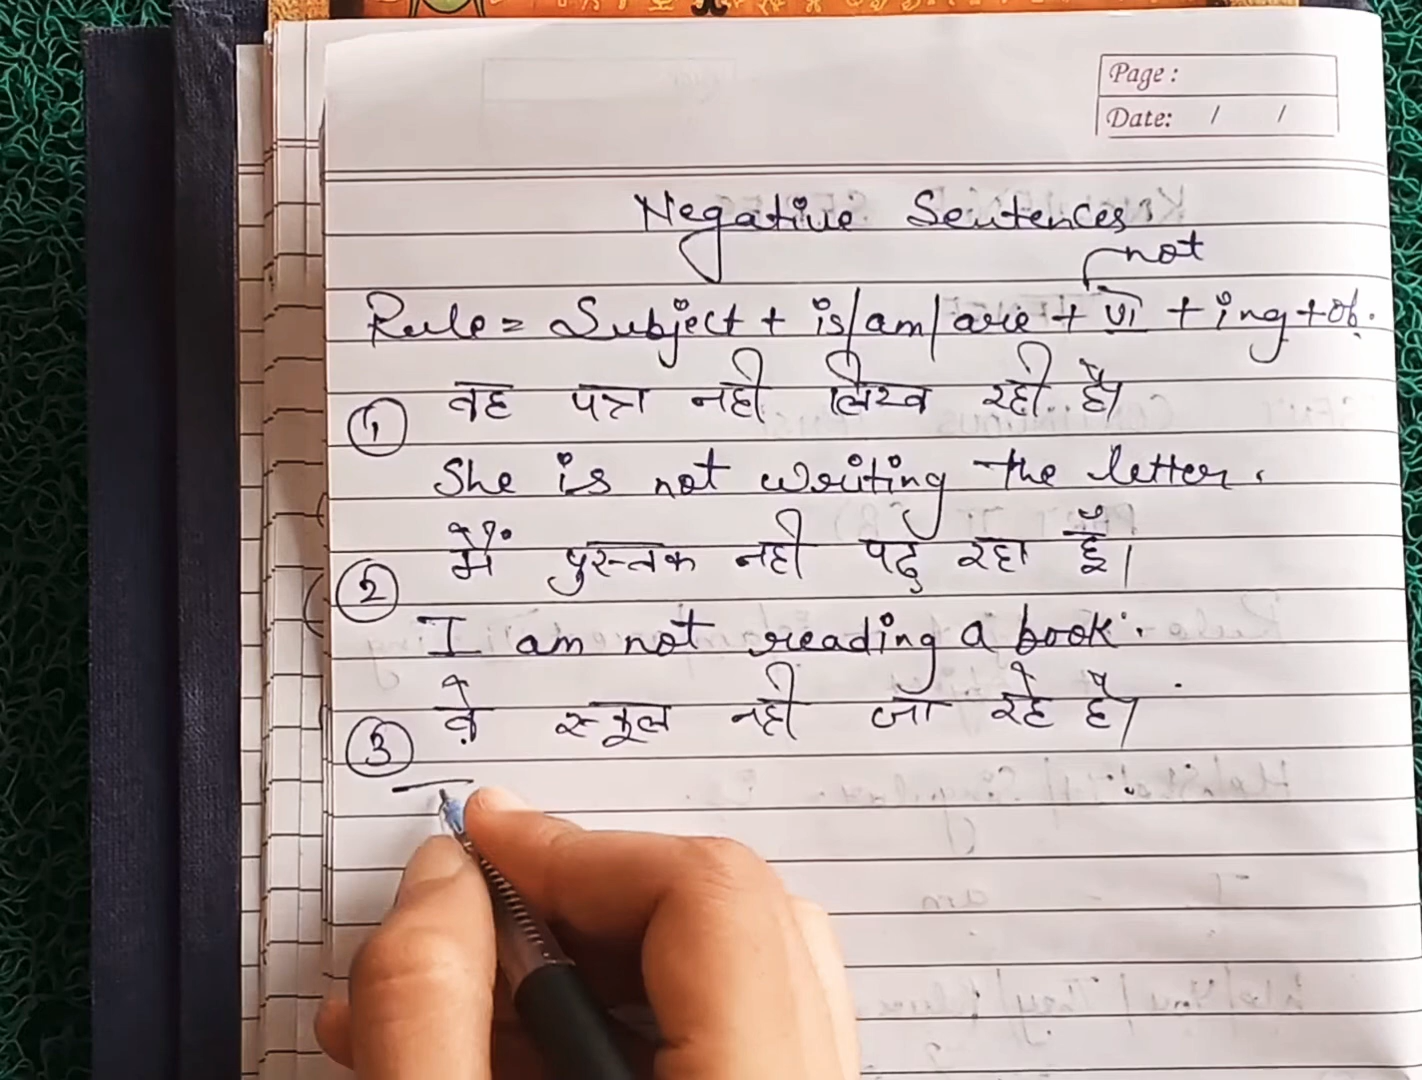 Page :
Date: / /
Negative Sentences
not
Rule = Subject + is/am/are + V1 + ing + ob.
① वह पत्र नही लिख रही है।
She is not writing the letter.
② मैं पुस्तक नही पढ़ रहा हूँ।
I am not reading a book.
③ वे स्कूल नही जा रहे है।